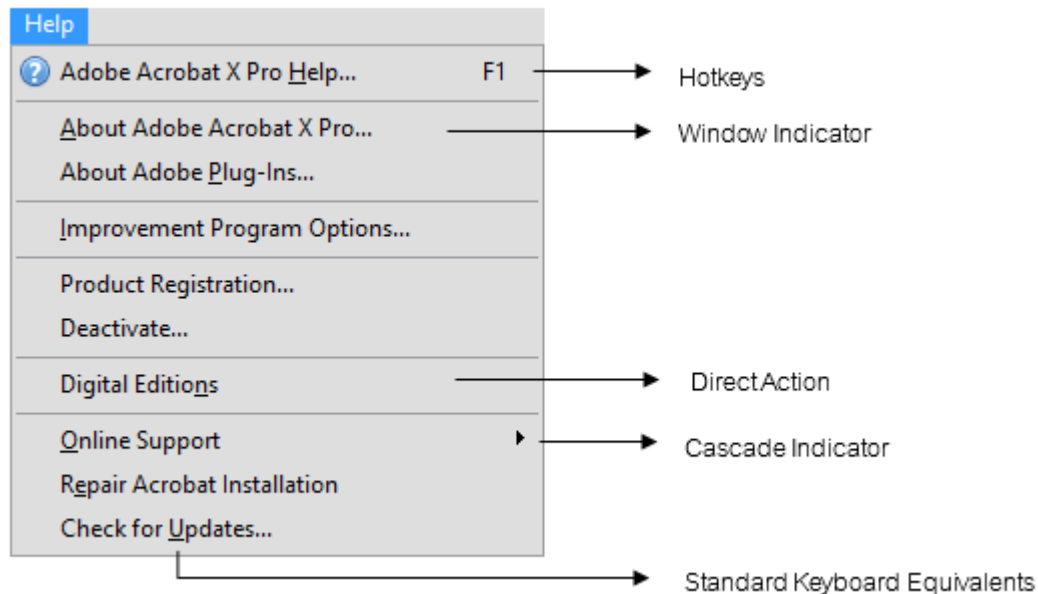 Help
Adobe Acrobat X Pro Help... F1
Hotkeys
About Adobe Acrobat X Pro...
Window Indicator
About Adobe Plug-Ins...
Improvement Program Options...
Product Registration...
Deactivate...
Digital Editions
Direct Action
Online Support
Cascade Indicator
Repair Acrobat Installation
Check for Updates...
Standard Keyboard Equivalents